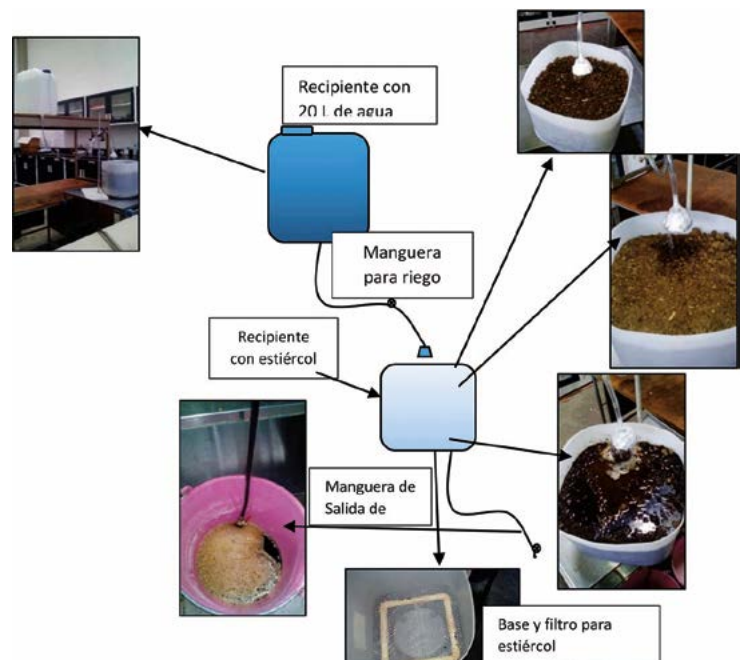 Recipiente con
20 L de agua
Manguera
para riego
Recipiente
con estiércol
Manguera de
Salida de
Base y filtro para
estiércol